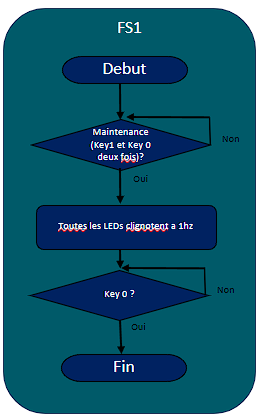 FS1
Debut
Maintenance
(Key1 et Key 0
deux fois)?
Non
Oui
Toutes les LEDs clignotent a 1hz
Key 0 ?
Non
Oui
Fin